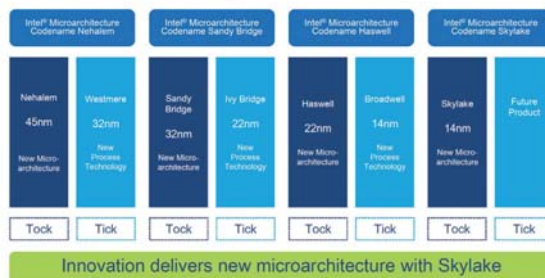 Intel® Microarchitecture
Codename Nehalem
Intel® Microarchitecture
Codename Sandy Bridge
Intel® Microarchitecture
Codename Haswell
Intel® Microarchitecture
Codename Skylake
Nehalem
45nm
New Micro-
architecture
Westmere
32nm
New
Process
Technology
Sandy
Bridge
32nm
New Micro-
architecture
Ivy Bridge
22nm
New
Process
Technology
Haswell
22nm
New Micro-
architecture
Broadwell
14nm
New
Process
Technology
Skylake
14nm
New Micro-
architecture
Future
Product
Tock
Tick
Tock
Tick
Tock
Tick
Tock
Tick
Innovation delivers new microarchitecture with Skylake